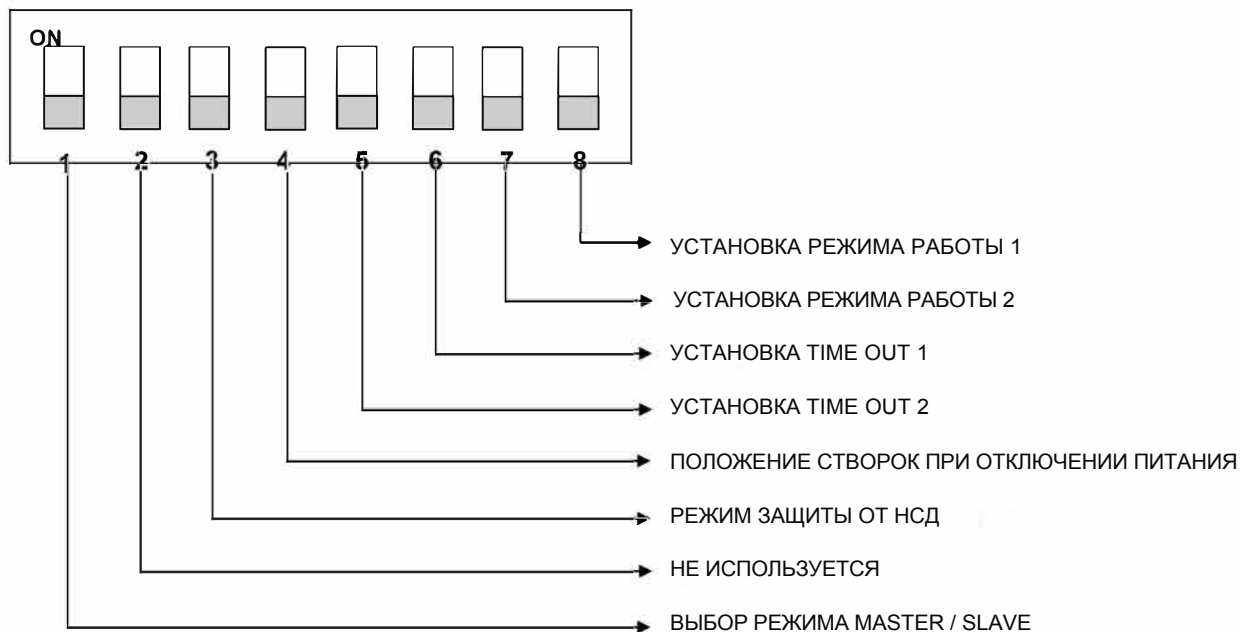 ON
1 2 3 4 5 6 7 8
УСТАНОВКА РЕЖИМА РАБОТЫ 1
УСТАНОВКА РЕЖИМА РАБОТЫ 2
УСТАНОВКА TIME OUT 1
УСТАНОВКА TIME OUT 2
ПОЛОЖЕНИЕ СТВОРОК ПРИ ОТКЛЮЧЕНИИ ПИТАНИЯ
РЕЖИМ ЗАЩИТЫ ОТ НСД
НЕ ИСПОЛЬЗУЕТСЯ
ВЫБОР РЕЖИМА MASTER / SLAVE